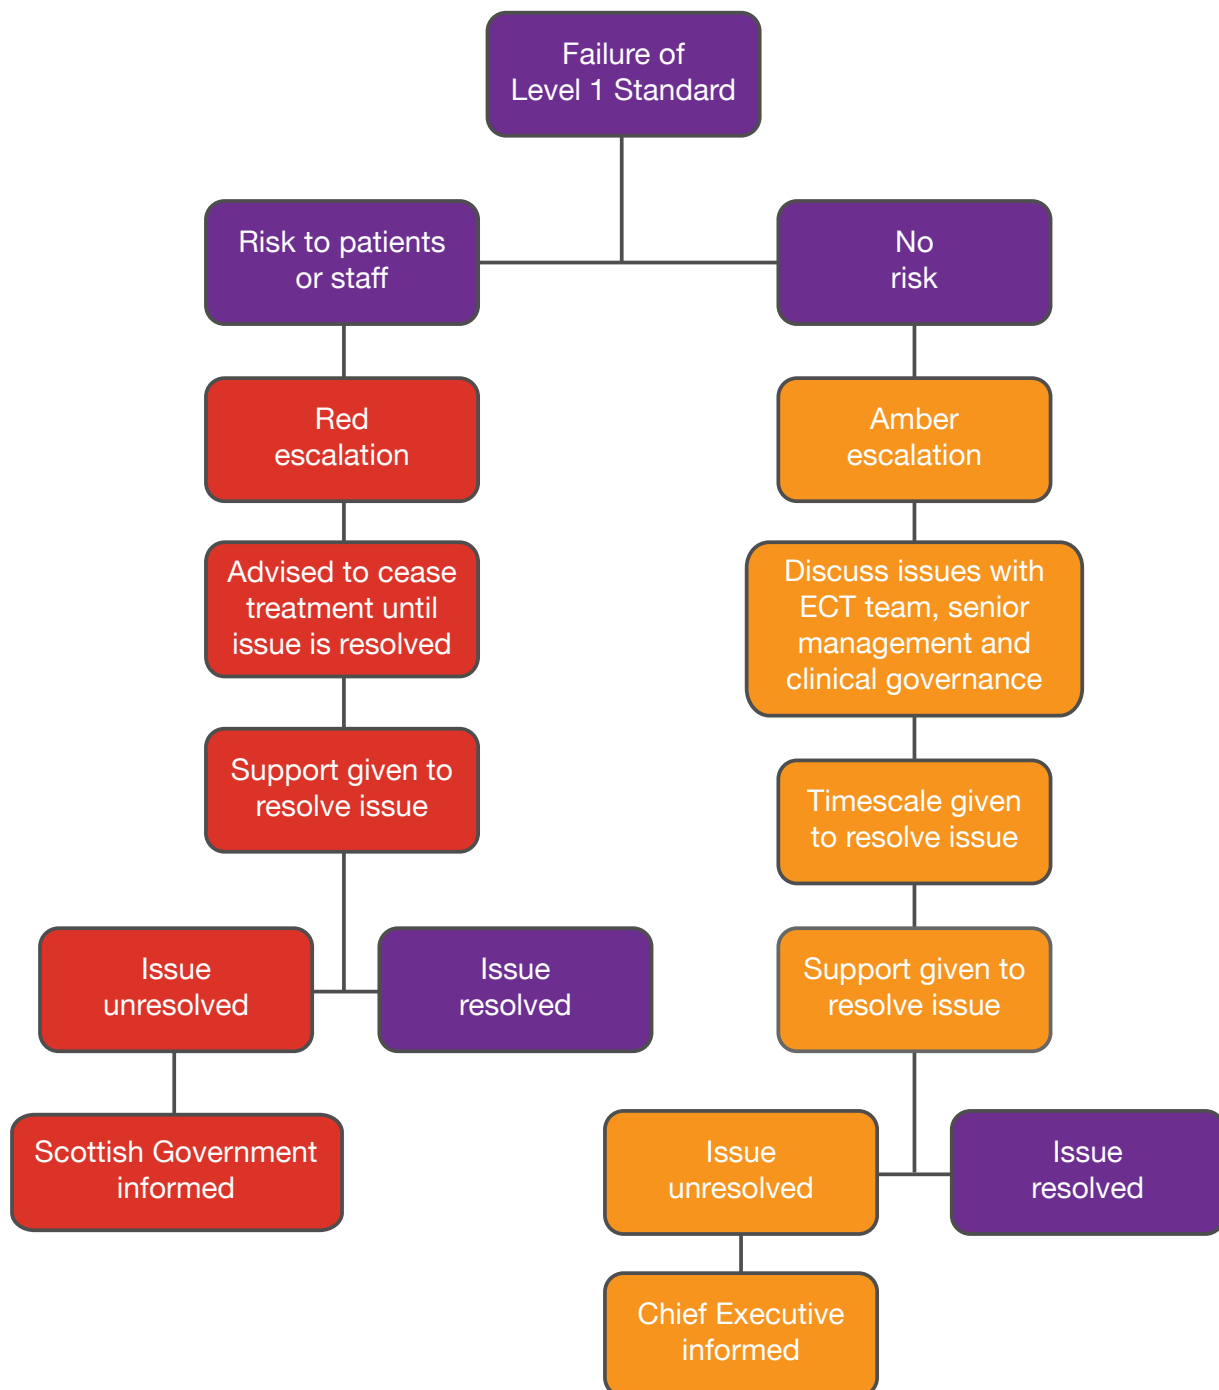 Failure of
Level 1 Standard
Risk to patients
or staff
No
risk
Red
escalation
Amber
escalation
Advised to cease
treatment until
issue is resolved
Discuss issues with
ECT team, senior
management and
clinical governance
Support given to
resolve issue
Timescale given
to resolve issue
Issue
unresolved
Issue
resolved
Support given to
resolve issue
Scottish Government
informed
Issue
unresolved
Issue
resolved
Chief Executive
informed